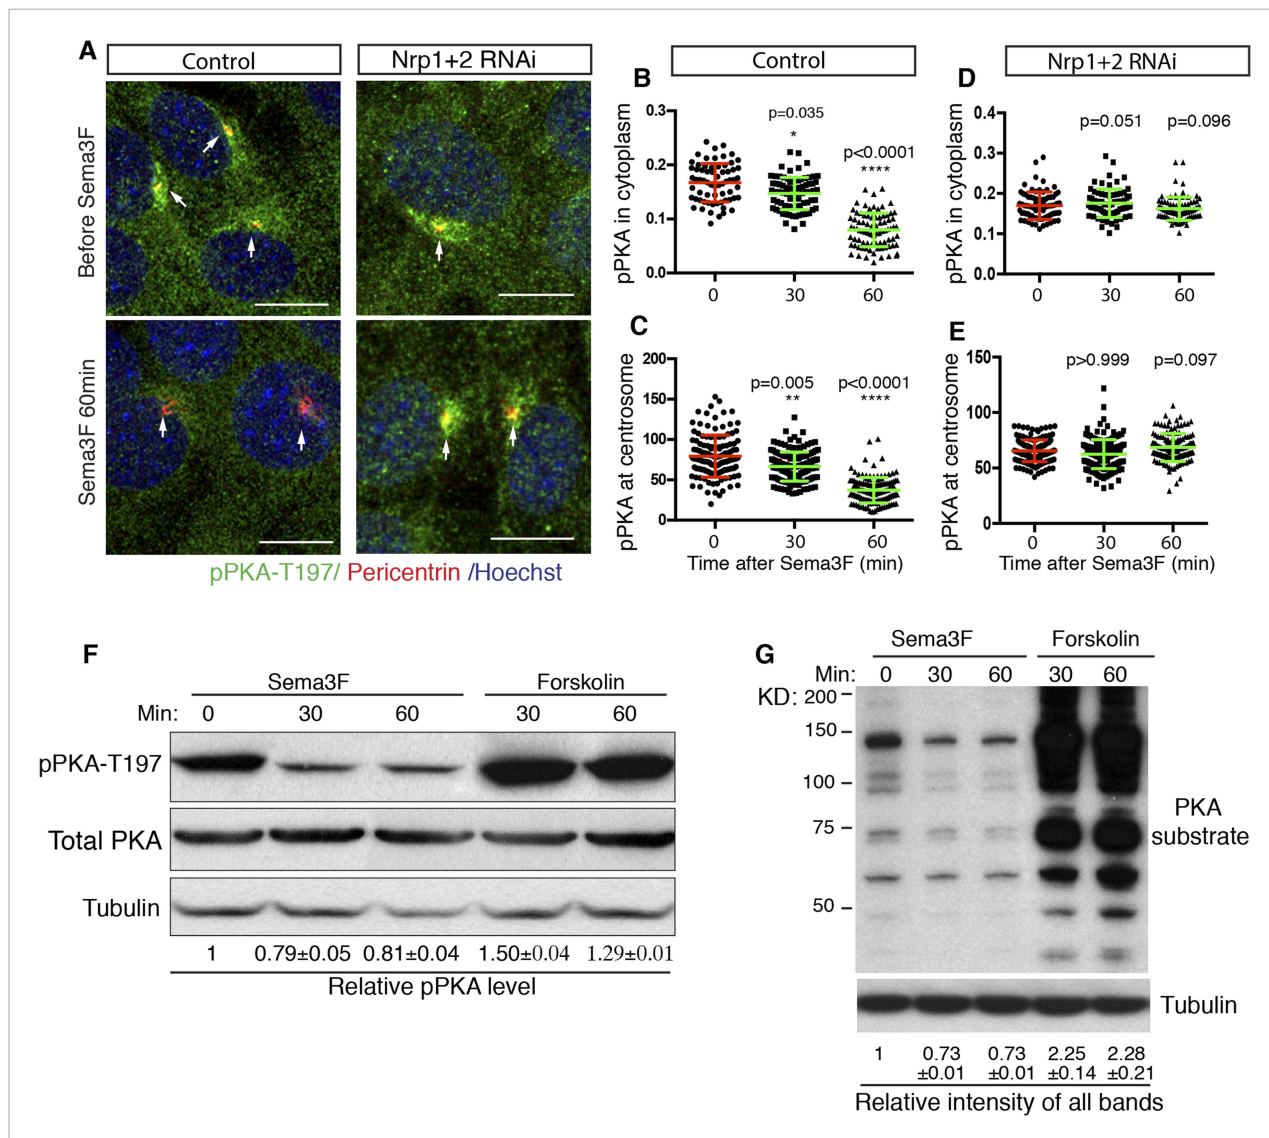 A
Control
Nrp1+2 RNAi
Before Sema3F
Sema3F 60min
pPKA-T197/ Pericentrin /Hoechst
Control
B
pPKA in cytoplasm
0.3
0.2
0.1
0.0
p=0.035
*
p<0.0001
****
0 30 60
C
pPKA at centrosome
200
150
100
50
0
p=0.005
**
p<0.0001
****
0 30 60
Time after Sema3F (min)
Nrp1+2 RNAi
D
pPKA in cytoplasm
0.4
0.3
0.2
0.1
0.0
p=0.051
p=0.096
0 30 60
E
pPKA at centrosome
150
100
50
0
p>0.999
p=0.097
0 30 60
Time after Sema3F (min)
F
Sema3F Forskolin
Min: 0 30 60 30 60
pPKA-T197
Total PKA
Tubulin
1 0.79±0.05 0.81±0.04 1.50±0.04 1.29±0.01
Relative pPKA level
G
Sema3F Forskolin
Min: 0 30 60 30 60
KD: 200
150
100
75
50
PKA
substrate
Tubulin
1 0.73 0.73 2.25 2.28
±0.01 ±0.01 ±0.14 ±0.21
Relative intensity of all bands